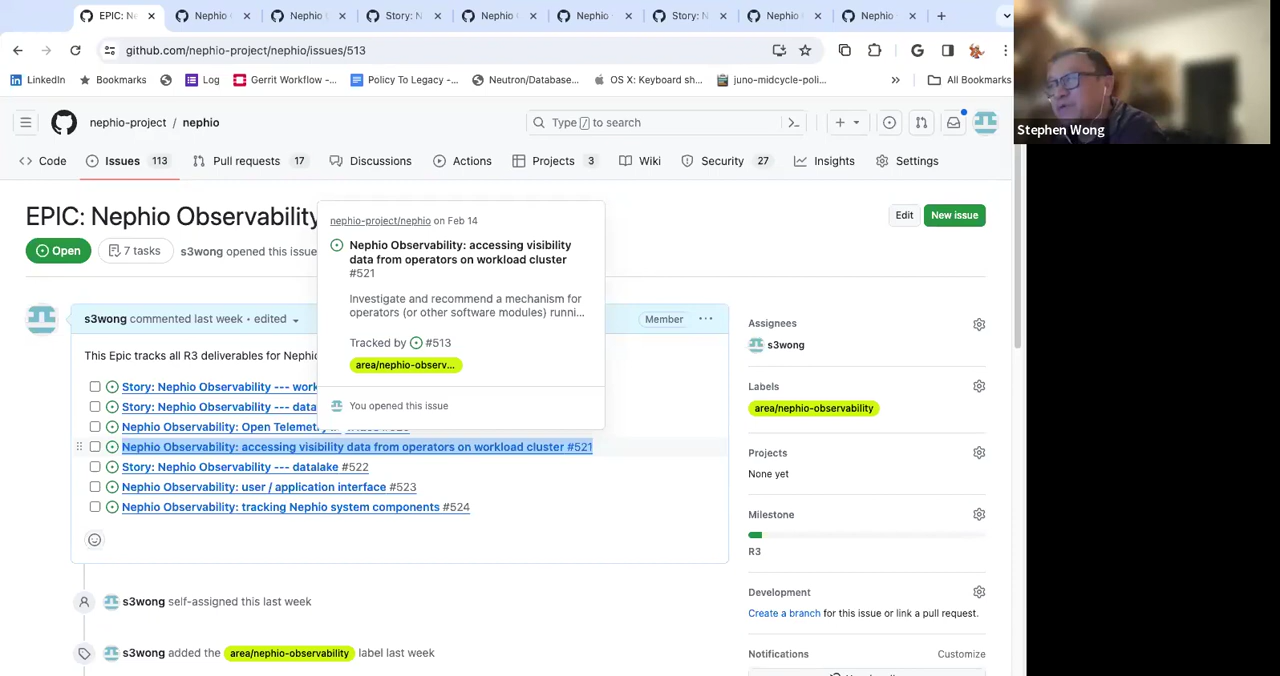 EPIC: N
Nephio O
Nephio O
Story: N
Nephio
Nephio
Story: N
Nephio
Nephio
github.com/nephio-project/nephio/issues/513
LinkedIn
Bookmarks
Log
Gerrit Workflow -...
Policy To Legacy -...
Neutron/Database...
OS X: Keyboard sh...
juno-midcycle-poli...
»
All Bookmarks
nephio-project / nephio
Type / to search
Code
Issues 113
Pull requests 17
Discussions
Actions
Projects 3
Wiki
Security 27
Insights
Settings
EPIC: Nephio Observability
Edit
New issue
Open
7 tasks
s3wong opened this issue
nephio-project/nephio on Feb 14
Nephio Observability: accessing visibility
data from operators on workload cluster
#521
Investigate and recommend a mechanism for
operators (or other software modules) runni...
Tracked by #513
area/nephio-observ...
You opened this issue
s3wong commented last week • edited
Member
This Epic tracks all R3 deliverables for Nephi
Story: Nephio Observability --- work
Story: Nephio Observability --- data
Nephio Observability: Open Telemetry
Nephio Observability: accessing visibility data from operators on workload cluster #521
Story: Nephio Observability --- datalake #522
Nephio Observability: user / application interface #523
Nephio Observability: tracking Nephio system components #524
s3wong self-assigned this last week
s3wong added the area/nephio-observability label last week
Assignees
s3wong
Labels
area/nephio-observability
Projects
None yet
Milestone
R3
Development
Create a branch for this issue or link a pull request.
Notifications
Customize
Stephen Wong